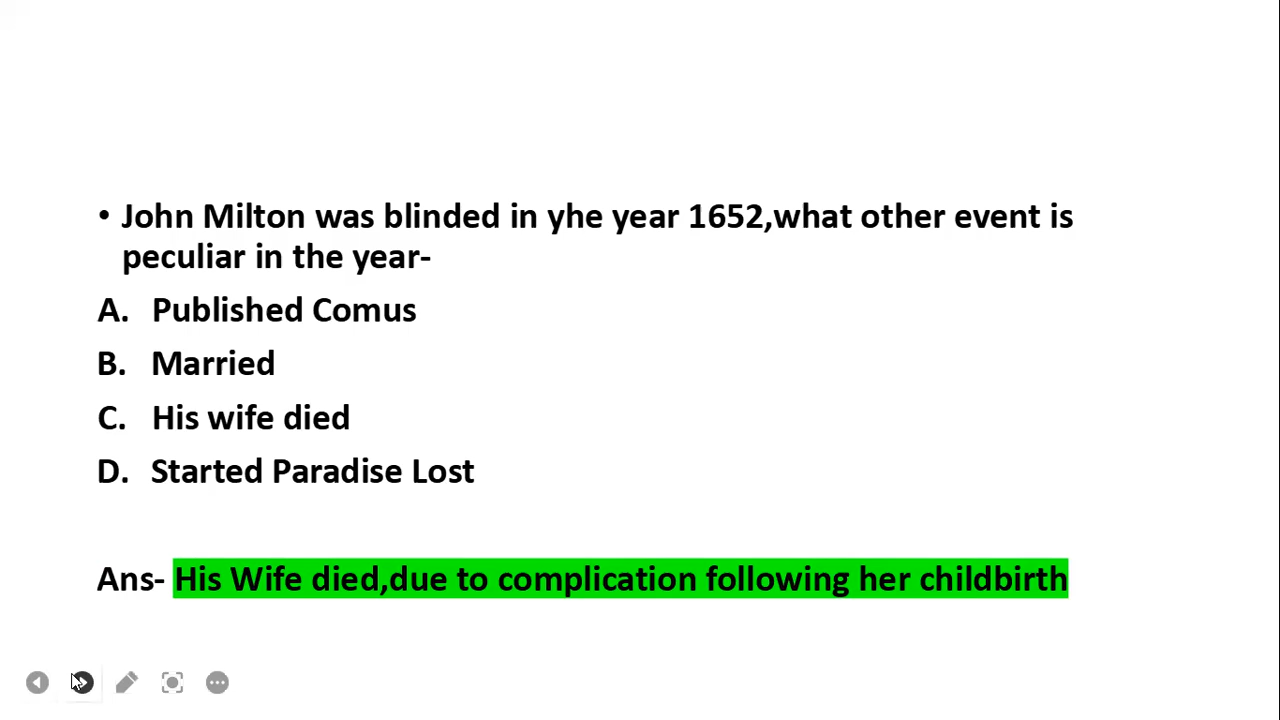 • John Milton was blinded in yhe year 1652,what other event is
peculiar in the year-
A. Published Comus
B. Married
C. His wife died
D. Started Paradise Lost
Ans- His Wife died,due to complication following her childbirth